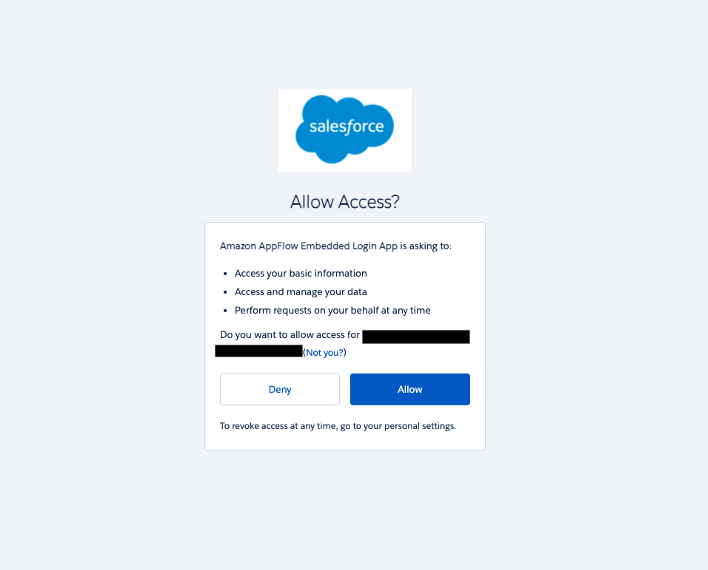 salesforce
Allow Access?
Amazon AppFlow Embedded Login App is asking to:
• Access your basic information
• Access and manage your data
• Perform requests on your behalf at any time
Do you want to allow access for
(Not you?)
Deny Allow
To revoke access at any time, go to your personal settings.